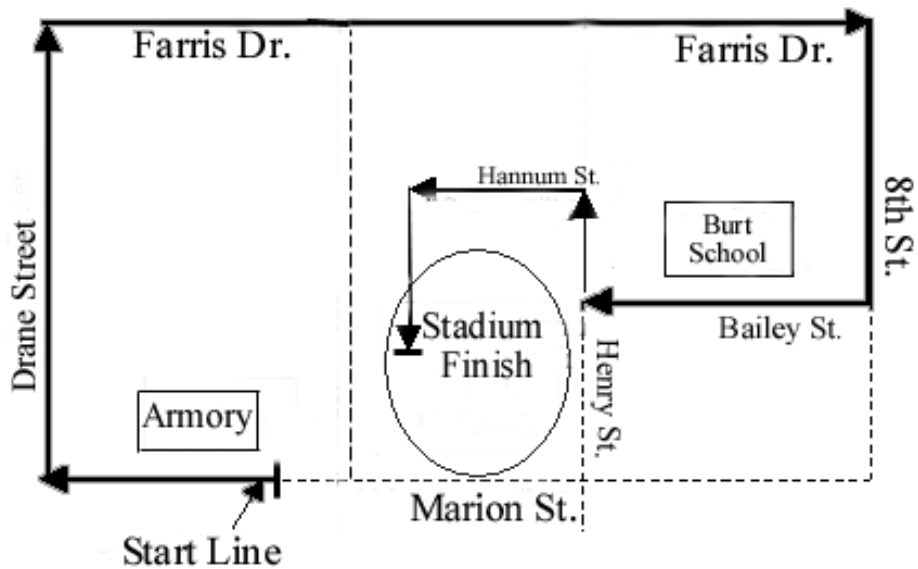 Farris Dr.
Farris Dr.
Hannum St.
8th St.
Burt
School
Drane Street
Stadium
Finish
Bailey St.
Henry St.
Armory
Marion St.
Start Line